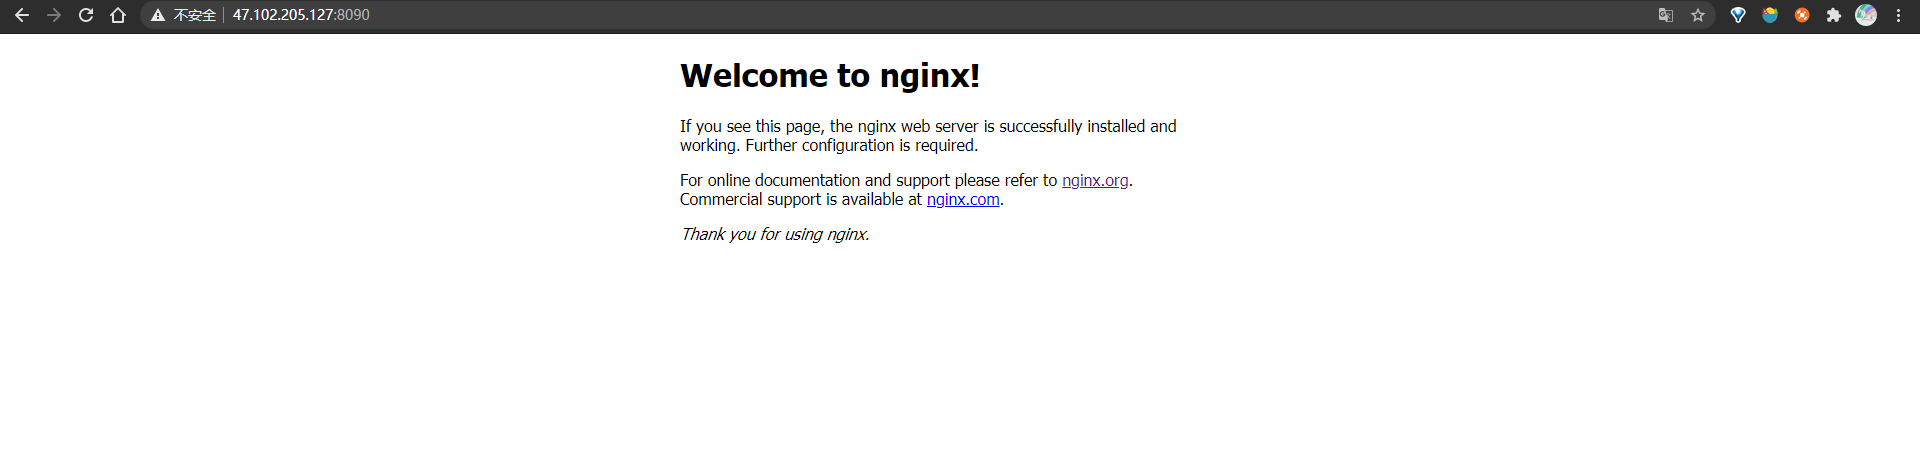 不安全 47.102.205.127:8090
Welcome to nginx!
If you see this page, the nginx web server is successfully installed and
working. Further configuration is required.
For online documentation and support please refer to nginx.org.
Commercial support is available at nginx.com.
Thank you for using nginx.